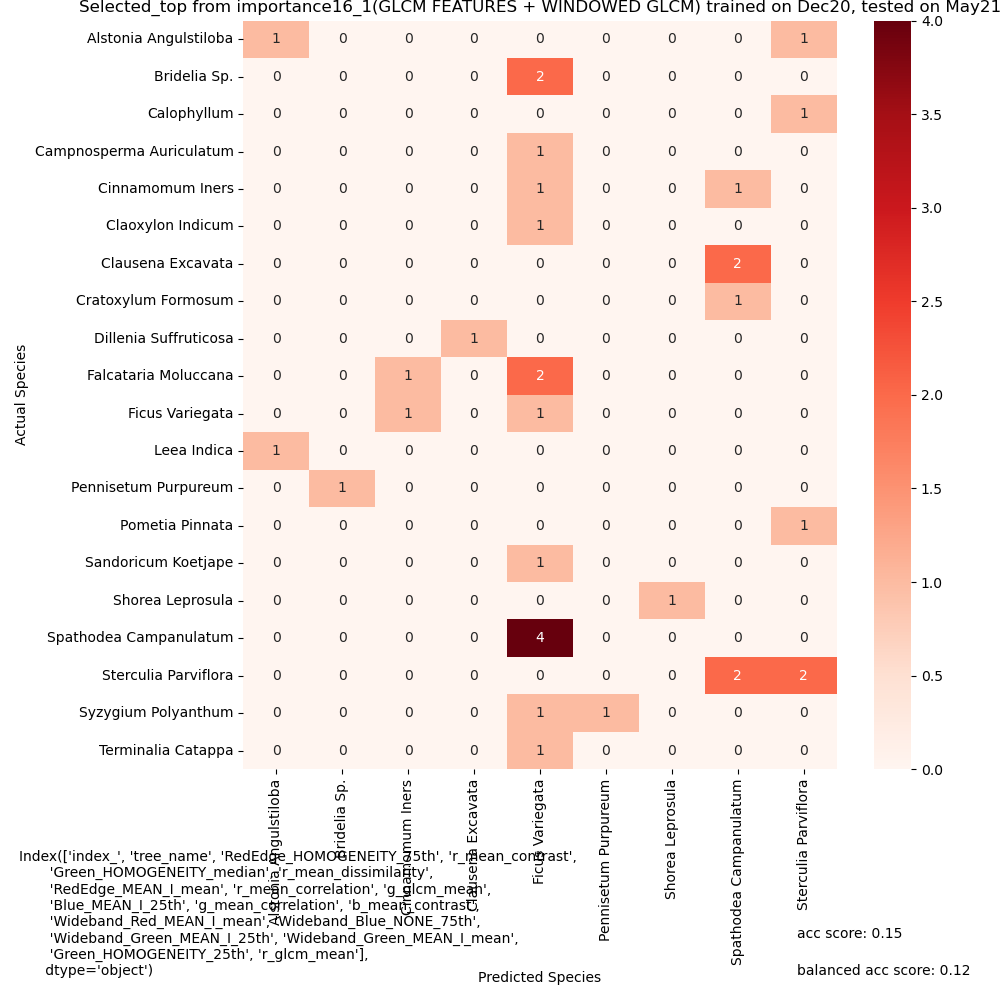 Selected_top from importance16_1(GLCM FEATURES + WINDOWED GLCM) trained on Dec20, tested on May21
Alstonia Angulstiloba 1 0 0 0 0 0 0 0 1
Bridelia Sp. 0 0 0 0 2 0 0 0 0
Calophyllum 0 0 0 0 0 0 0 0 1
Campnosperma Auriculatum 0 0 0 0 1 0 0 0 0
Cinnamomum Iners 0 0 0 0 1 0 0 1 0
Claoxylon Indicum 0 0 0 0 1 0 0 0 0
Clausena Excavata 0 0 0 0 0 0 0 2 0
Cratoxylum Formosum 0 0 0 0 0 0 0 1 0
Dillenia Suffruticosa 0 0 0 1 0 0 0 0 0
Falcataria Moluccana 0 0 1 0 2 0 0 0 0
Ficus Variegata 0 0 1 0 1 0 0 0 0
Leea Indica 1 0 0 0 0 0 0 0 0
Pennisetum Purpureum 0 1 0 0 0 0 0 0 0
Pometia Pinnata 0 0 0 0 0 0 0 0 1
Sandoricum Koetjape 0 0 0 0 1 0 0 0 0
Shorea Leprosula 0 0 0 0 0 0 1 0 0
Spathodea Campanulatum 0 0 0 0 4 0 0 0 0
Sterculia Parviflora 0 0 0 0 0 0 0 2 2
Syzygium Polyanthum 0 0 0 0 1 1 0 0 0
Terminalia Catappa 0 0 0 0 1 0 0 0 0
Actual Species
4.0
3.5
3.0
2.5
2.0
1.5
1.0
0.5
0.0
Alstonia Angulstiloba
Bridelia Sp.
Cinnamomum Iners
Clausena Excavata
Ficus Variegata
Pennisetum Purpureum
Shorea Leprosula
Spathodea Campanulatum
Sterculia Parviflora
Index(['index_', 'tree_name', 'RedEdge_HOMOGENEITY_75th', 'r_mean_contrast',
'Green_HOMOGENEITY_median', 'r_mean_dissimilarity',
'RedEdge_MEAN_I_mean', 'r_mean_correlation', 'g_glcm_mean',
'Blue_MEAN_I_25th', 'g_mean_correlation', 'b_mean_contrast',
'Wideband_Red_MEAN_I_mean', 'Wideband_Blue_NONE_75th',
'Wideband_Green_MEAN_I_25th', 'Wideband_Green_MEAN_I_mean',
'Green_HOMOGENEITY_25th', 'r_glcm_mean'],
dtype='object')
Predicted Species
acc score: 0.15
balanced acc score: 0.12